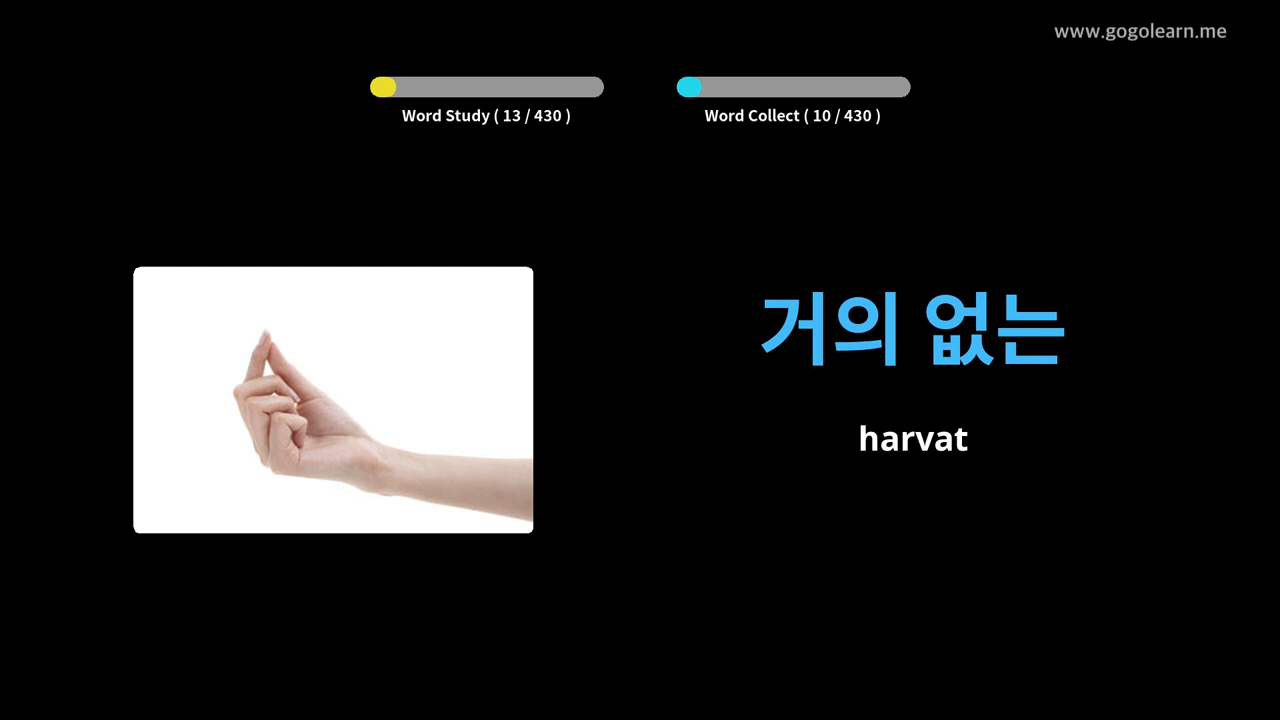 www.gogolearn.me
Word Study ( 13 / 430 )
Word Collect ( 10 / 430 )
거의 없는
harvat